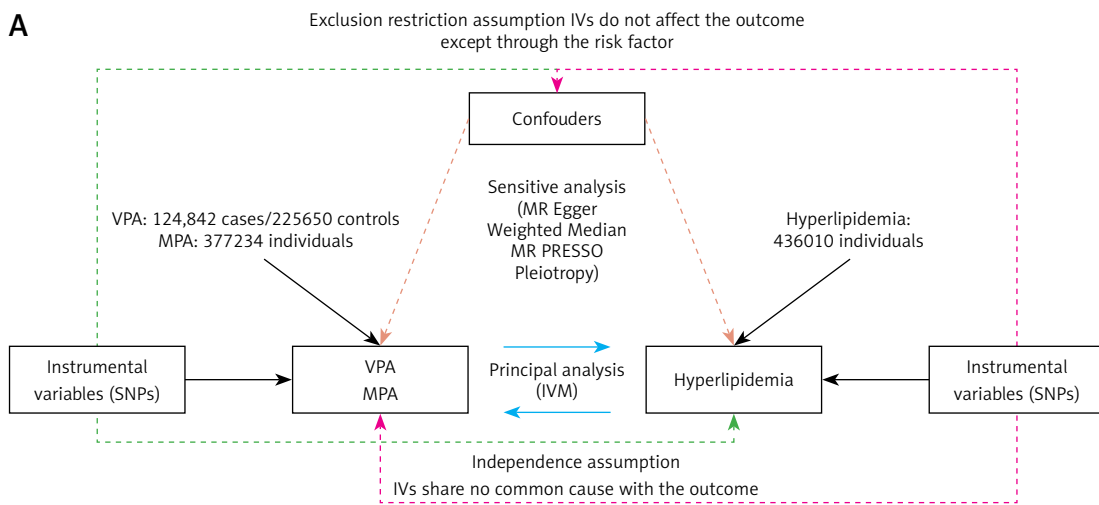 A
Exclusion restriction assumption IVs do not affect the outcome
except through the risk factor
Confouders
Sensitive analysis
(MR Egger
Weighted Median
MR PRESSO
Pleiotropy)
VPA: 124,842 cases/225650 controls
MPA: 377234 individuals
Hyperlipidemia:
436010 individuals
Instrumental
variables (SNPs)
VPA
MPA
Principal analysis
(IVM)
Hyperlipidemia
Instrumental
variables (SNPs)
Independence assumption
IVs share no common cause with the outcome